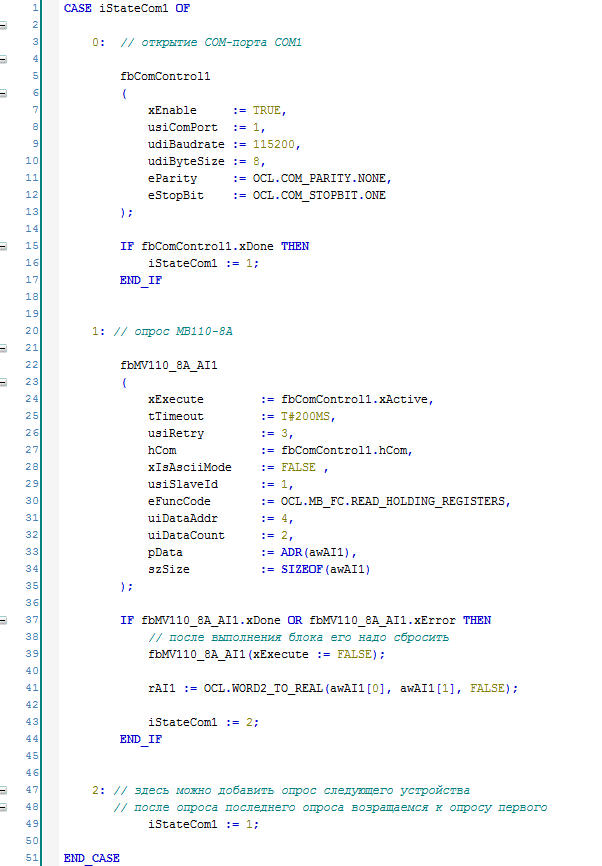 1 CASE iStateCom1 OF
2
3 0: // открытие COM-порта COM1
4
5 fbComControl1
6 (
7 xEnable := TRUE,
8 usiComPort := 1,
9 udiBaudrate := 115200,
10 udiByteSize := 8,
11 eParity := OCL.COM_PARITY.NONE,
12 eStopBit := OCL.COM_STOPBIT.ONE
13 );
14
15 IF fbComControl1.xDone THEN
16 iStateCom1 := 1;
17 END_IF
18
19
20 1: // опрос МВ110-8А
21
22 fbMV110_8A_AI1
23 (
24 xExecute := fbComControl1.xActive,
25 tTimeout := T#200MS,
26 usiRetry := 3,
27 hCom := fbComControl1.hCom,
28 xIsAsciiMode := FALSE ,
29 usiSlaveId := 1,
30 eFuncCode := OCL.MB_FC.READ_HOLDING_REGISTERS,
31 uiDataAddr := 4,
32 uiDataCount := 2,
33 pData := ADR(awAI1),
34 szSize := SIZEOF(awAI1)
35 );
36
37 IF fbMV110_8A_AI1.xDone OR fbMV110_8A_AI1.xError THEN
38 // после выполнения блока его надо сбросить
39 fbMV110_8A_AI1(xExecute := FALSE);
40
41 rAI1 := OCL.WORD2_TO_REAL(awAI1[0], awAI1[1], FALSE);
42
43 iStateCom1 := 2;
44 END_IF
45
46
47 2: // здесь можно добавить опрос следующего устройства
48 // после опроса последнего опроса возращаемся к опросу первого
49 iStateCom1 := 1;
50
51 END_CASE